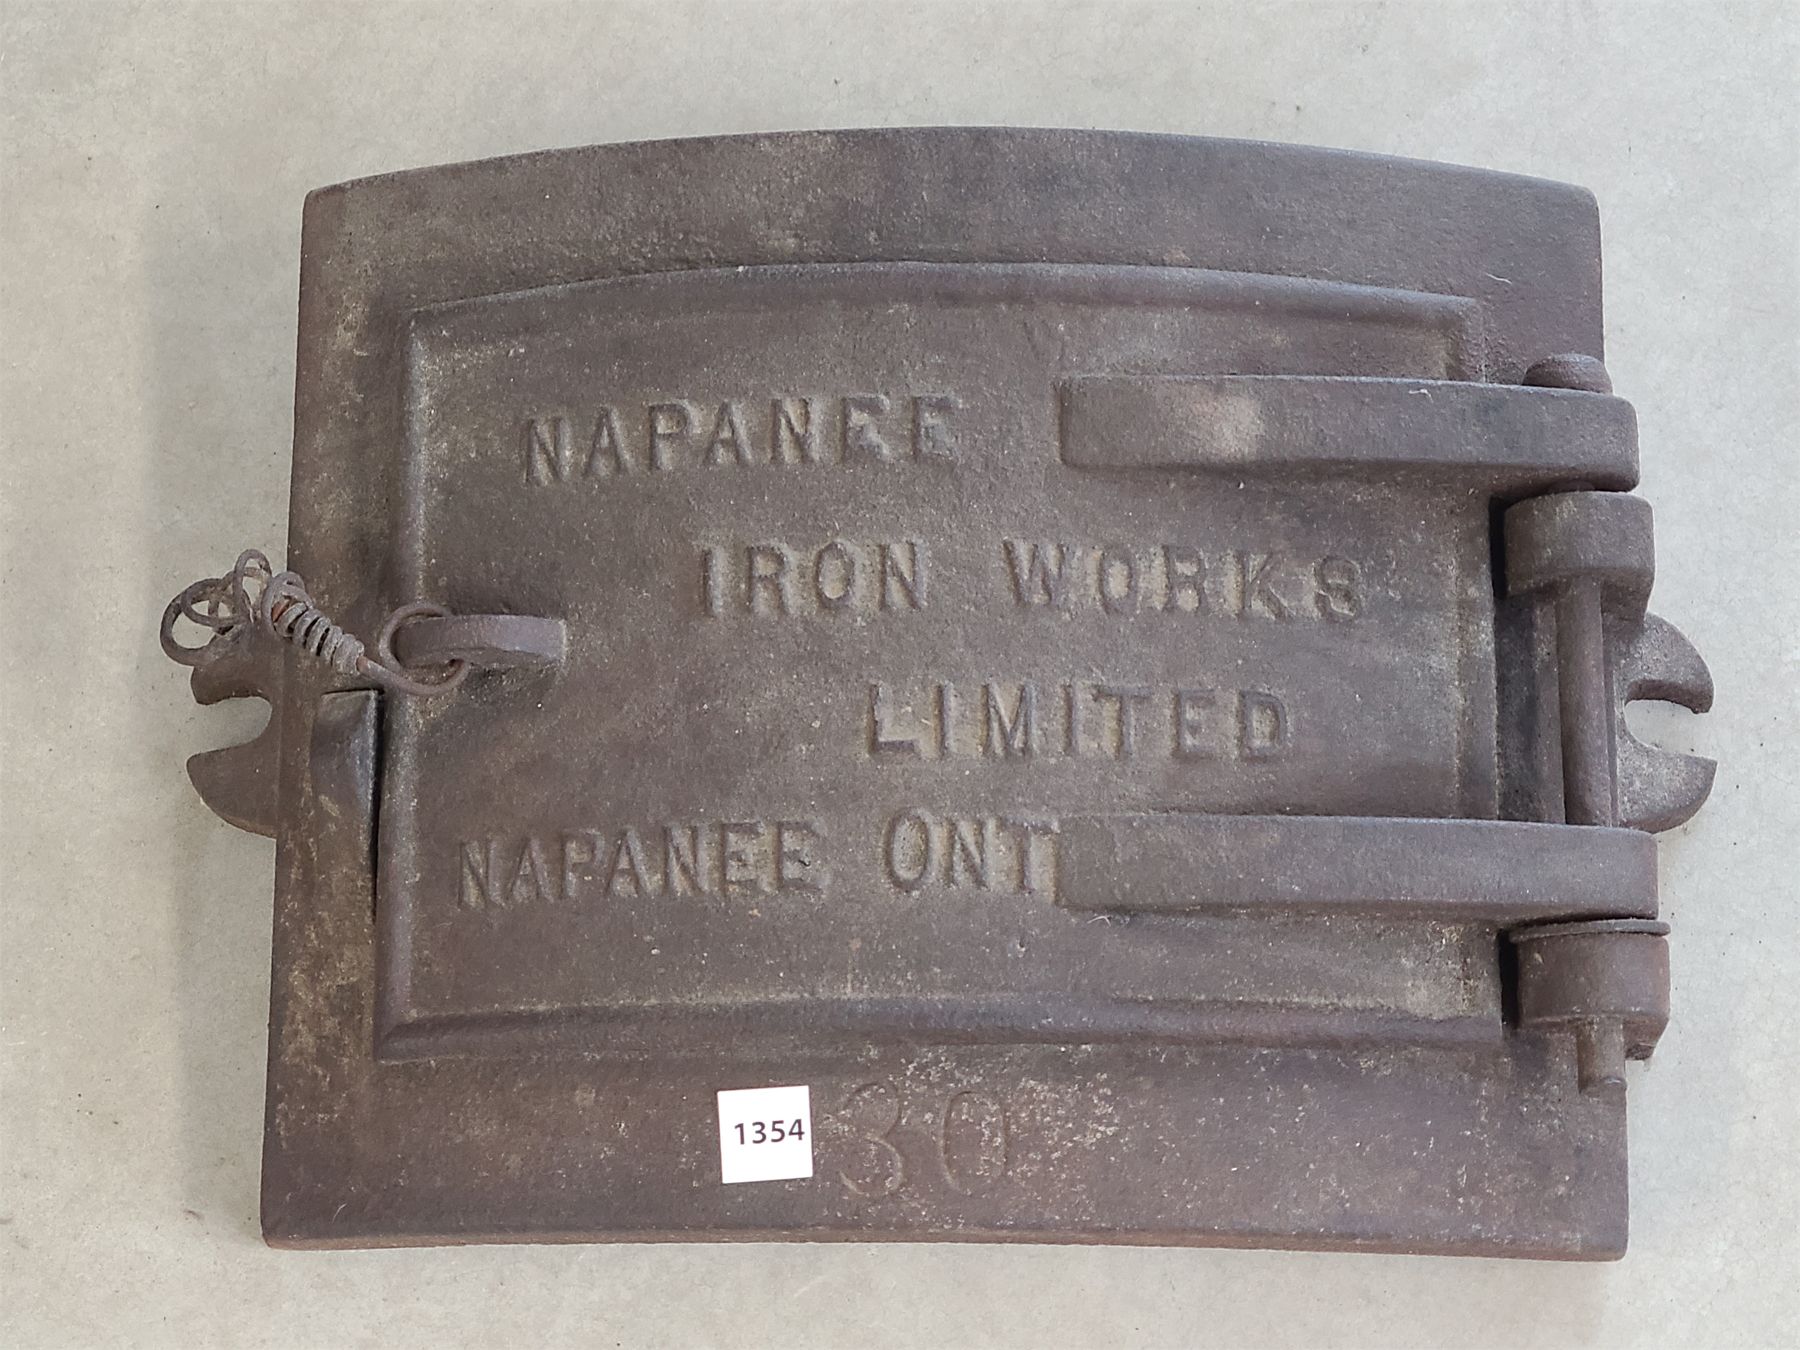 NAPANEE
IRON WORKS
LIMITED
NAPANEE ONT
1354
30